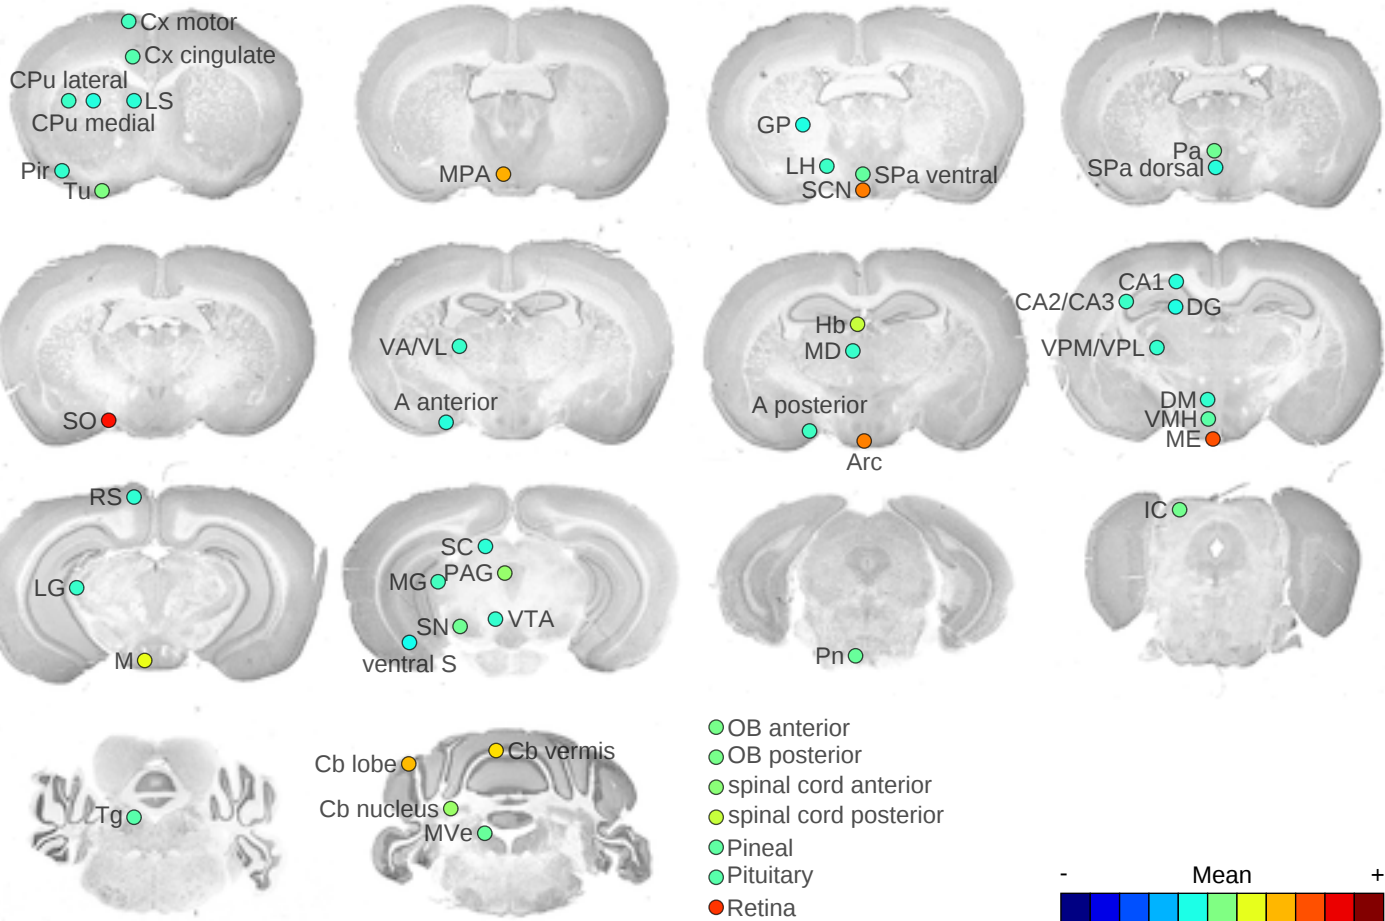 Cx motor
Cx cingulate
CPu lateral
LS
CPu medial
Pir
Tu
MPA
GP
LH
SPa ventral
SCN
Pa
SPa dorsal
SO
VA/VL
A anterior
Hb
MD
A posterior
Arc
CA1
CA2/CA3
DG
VPM/VPL
DM
VMH
ME
RS
LG
M
SC
MG
PAG
SN
VTA
ventral S
Pn
IC
Tg
Cb lobe
Cb vermis
Cb nucleus
MVe
OB anterior
OB posterior
spinal cord anterior
spinal cord posterior
Pineal
Pituitary
Retina
- Mean +